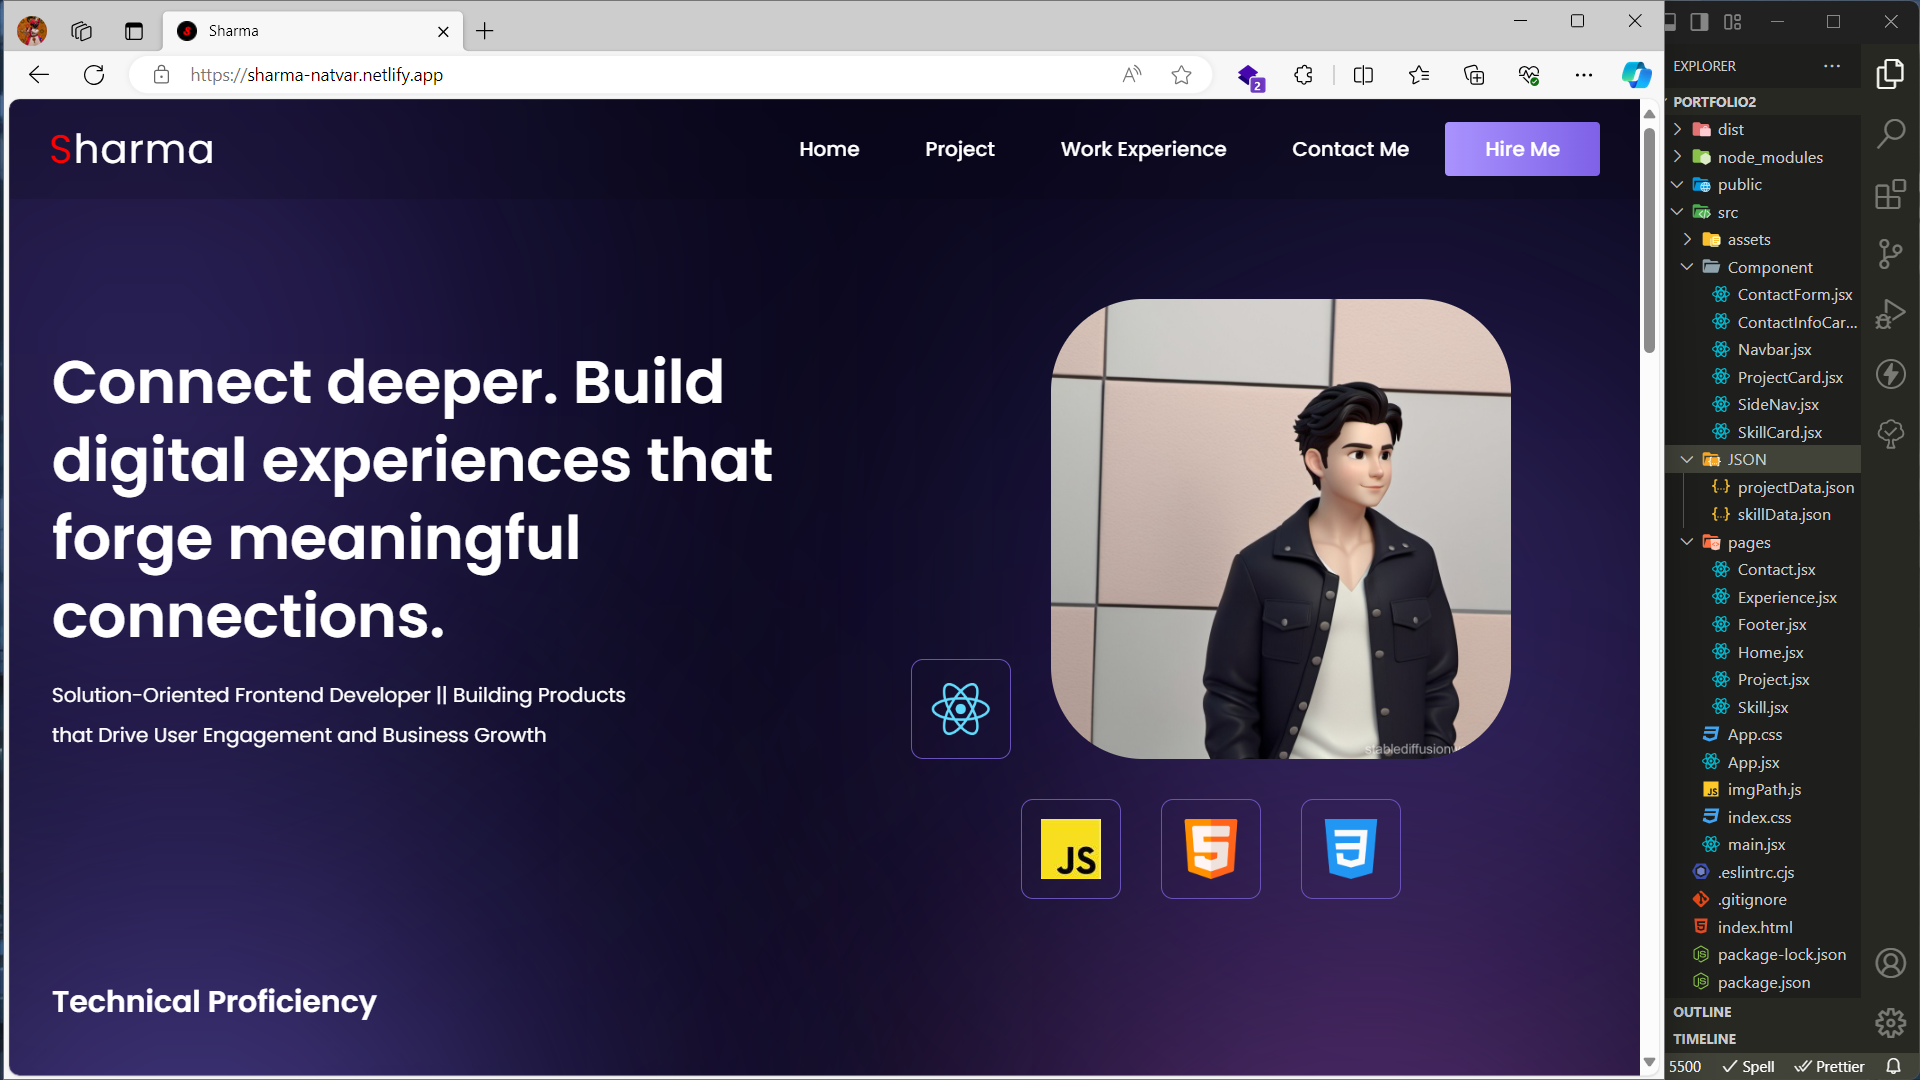 Sharma
https://sharma-natvar.netlify.app
2
Sharma
Home
Project
Work Experience
Contact Me
Hire Me
Connect deeper. Build
digital experiences that
forge meaningful
connections.
Solution-Oriented Frontend Developer || Building Products
that Drive User Engagement and Business Growth
JS
Technical Proficiency
EXPLORER
PORTFOLIO2
dist
node_modules
public
src
assets
Component
ContactForm.jsx
ContactInfoCar...
Navbar.jsx
ProjectCard.jsx
SideNav.jsx
SkillCard.jsx
JSON
projectData.json
skillData.json
pages
Contact.jsx
Experience.jsx
Footer.jsx
Home.jsx
Project.jsx
Skill.jsx
App.css
App.jsx
imgPath.js
index.css
main.jsx
.eslintrc.cjs
.gitignore
index.html
package-lock.json
package.json
OUTLINE
TIMELINE
5500
Spell
Prettier